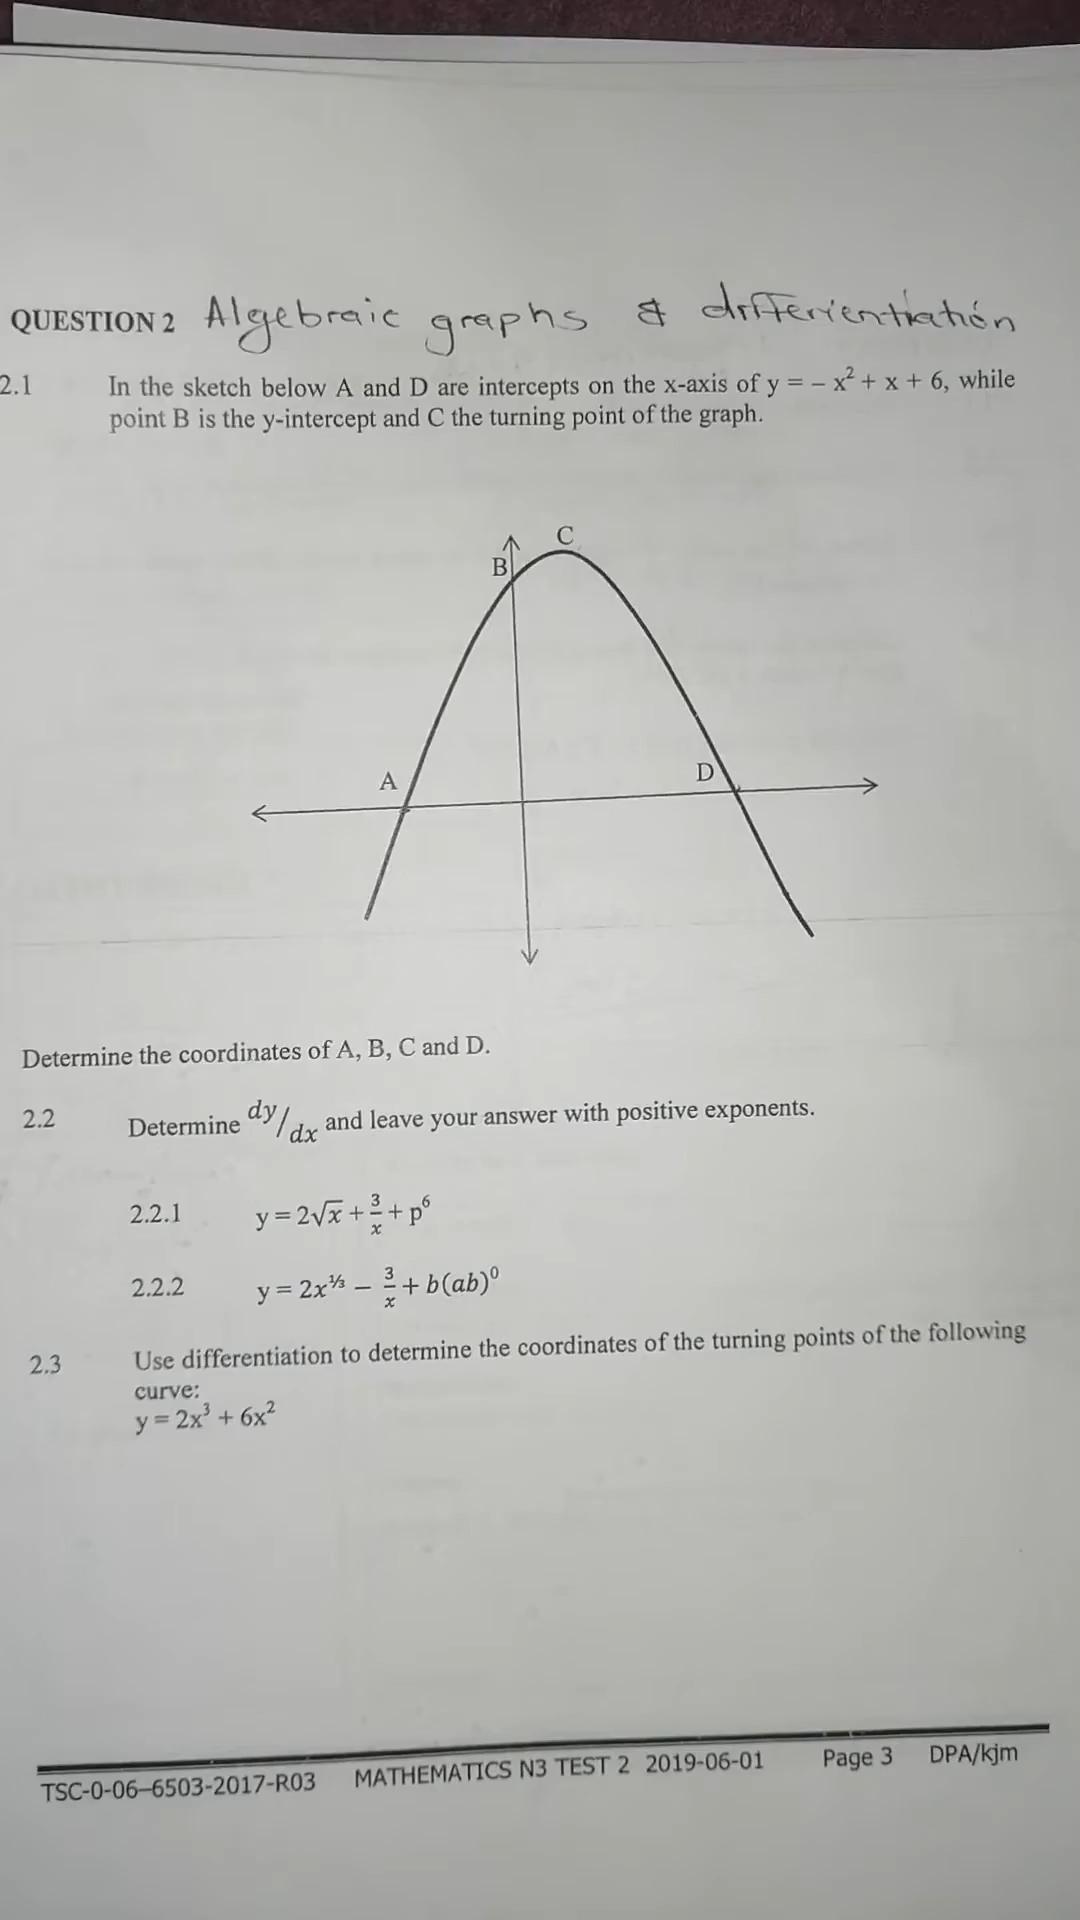 QUESTION 2 Algebraic graphs & differientiation
2.1 In the sketch below A and D are intercepts on the x-axis of y = – x² + x + 6, while
point B is the y-intercept and C the turning point of the graph.
C
B
A
D
Determine the coordinates of A, B, C and D.
2.2 Determine dy/dx and leave your answer with positive exponents.
2.2.1 y = 2√x + 3/x + p⁶
2.2.2 y = 2x^⅓ – 3/x + b(ab)⁰
2.3 Use differentiation to determine the coordinates of the turning points of the following
curve:
y = 2x³ + 6x²
TSC-0-06–6503-2017-R03 MATHEMATICS N3 TEST 2 2019-06-01 Page 3 DPA/kjm